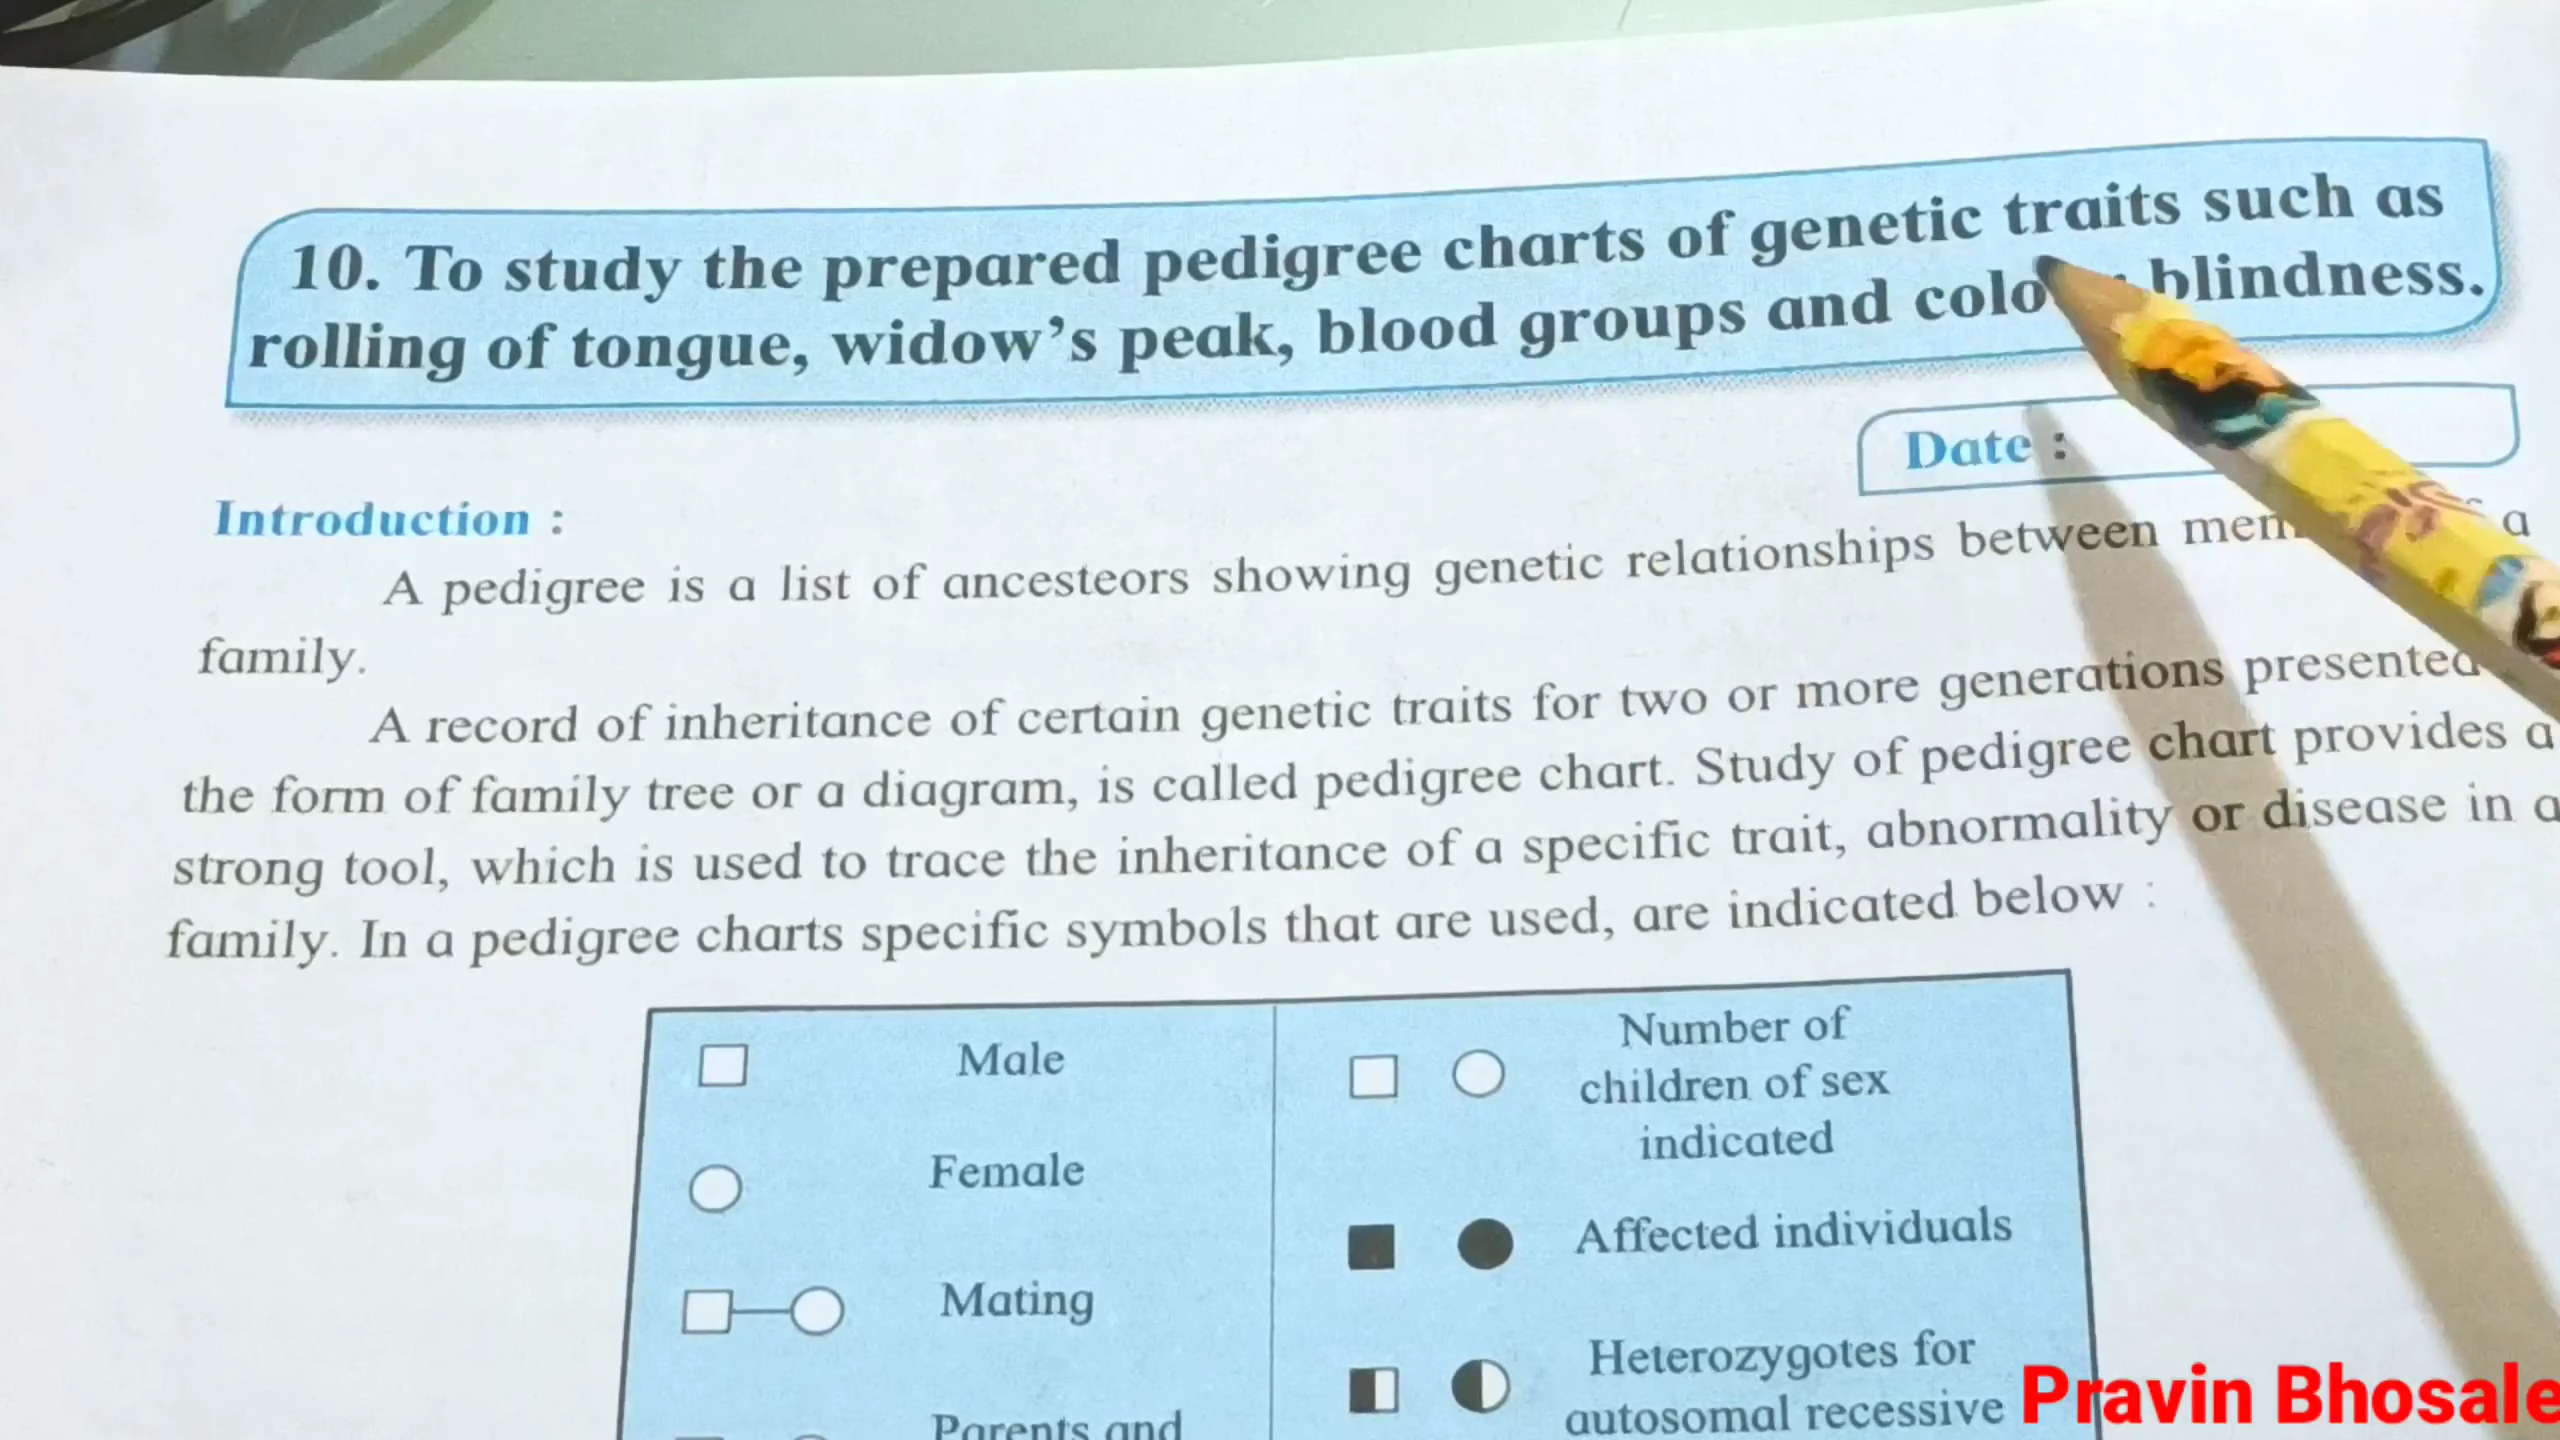 10. To study the prepared pedigree charts of genetic traits such as
rolling of tongue, widow's peak, blood groups and blindness.
Date :
Introduction :
A pedigree is a list of ancesteors showing genetic relationships between a
family.
A record of inheritance of certain genetic traits for two or more generations presented
the form of family tree or a diagram, is called pedigree chart. Study of pedigree chart provides a
strong tool, which is used to trace the inheritance of a specific trait, abnormality or disease in a
family. In a pedigree charts specific symbols that are used, are indicated below :
Male
Female
Mating
Parents and
Number of
children of sex
indicated
Affected individuals
Heterozygotes for
autosomal recessive
Pravin Bhosale